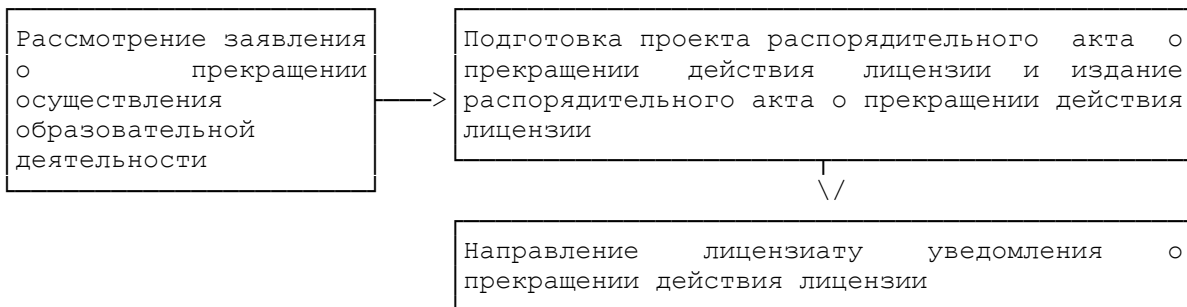 Рассмотрение заявления
о прекращении
осуществления
образовательной
деятельности
Подготовка проекта распорядительного акта о
прекращении действия лицензии и издание
распорядительного акта о прекращении действия
лицензии
Направление лицензиату уведомления о
прекращении действия лицензии